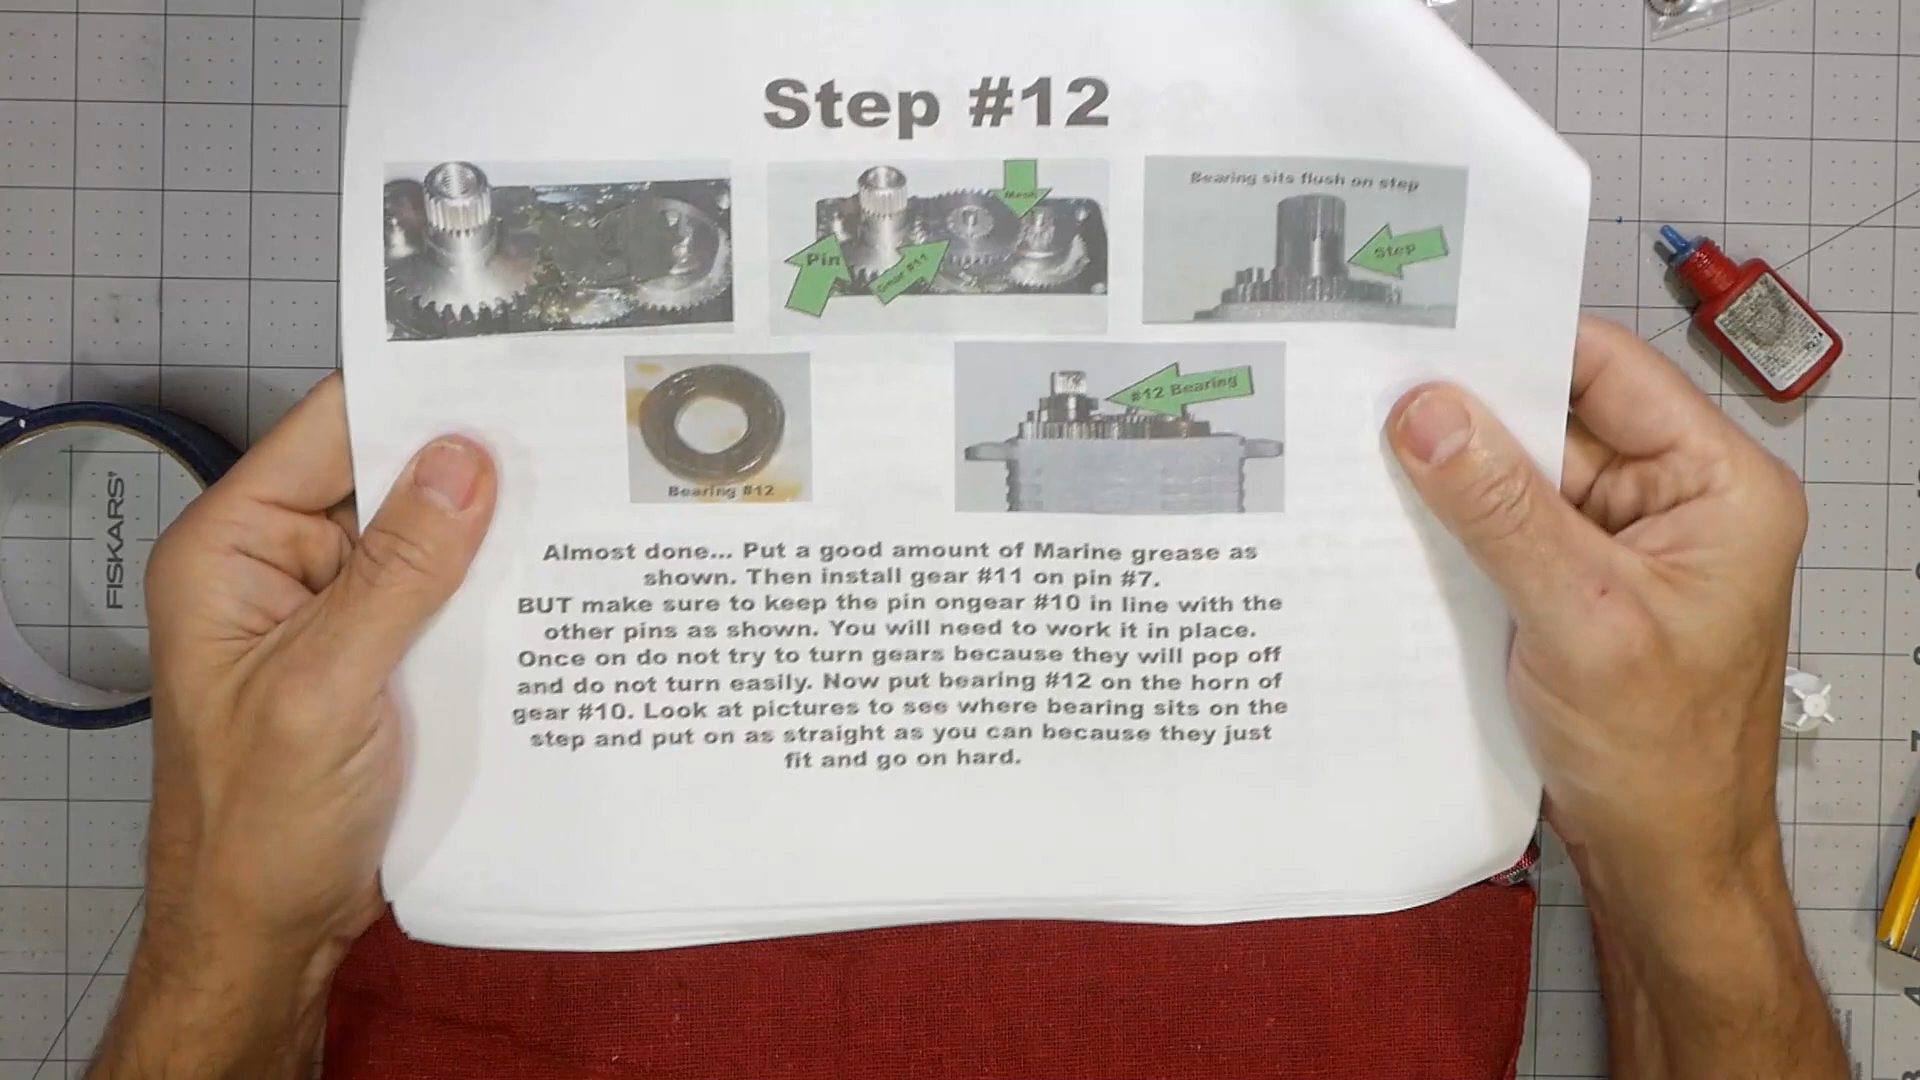 Step #12
Pin
Gear #11
Bearing sits flush on step
Step
Bearing #12
#12 Bearing
Almost done... Put a good amount of Marine grease as
shown. Then install gear #11 on pin #7.
BUT make sure to keep the pin ongear #10 in line with the
other pins as shown. You will need to work it in place.
Once on do not try to turn gears because they will pop off
and do not turn easily. Now put bearing #12 on the horn of
gear #10. Look at pictures to see where bearing sits on the
step and put on as straight as you can because they just
fit and go on hard.
FISKARS'